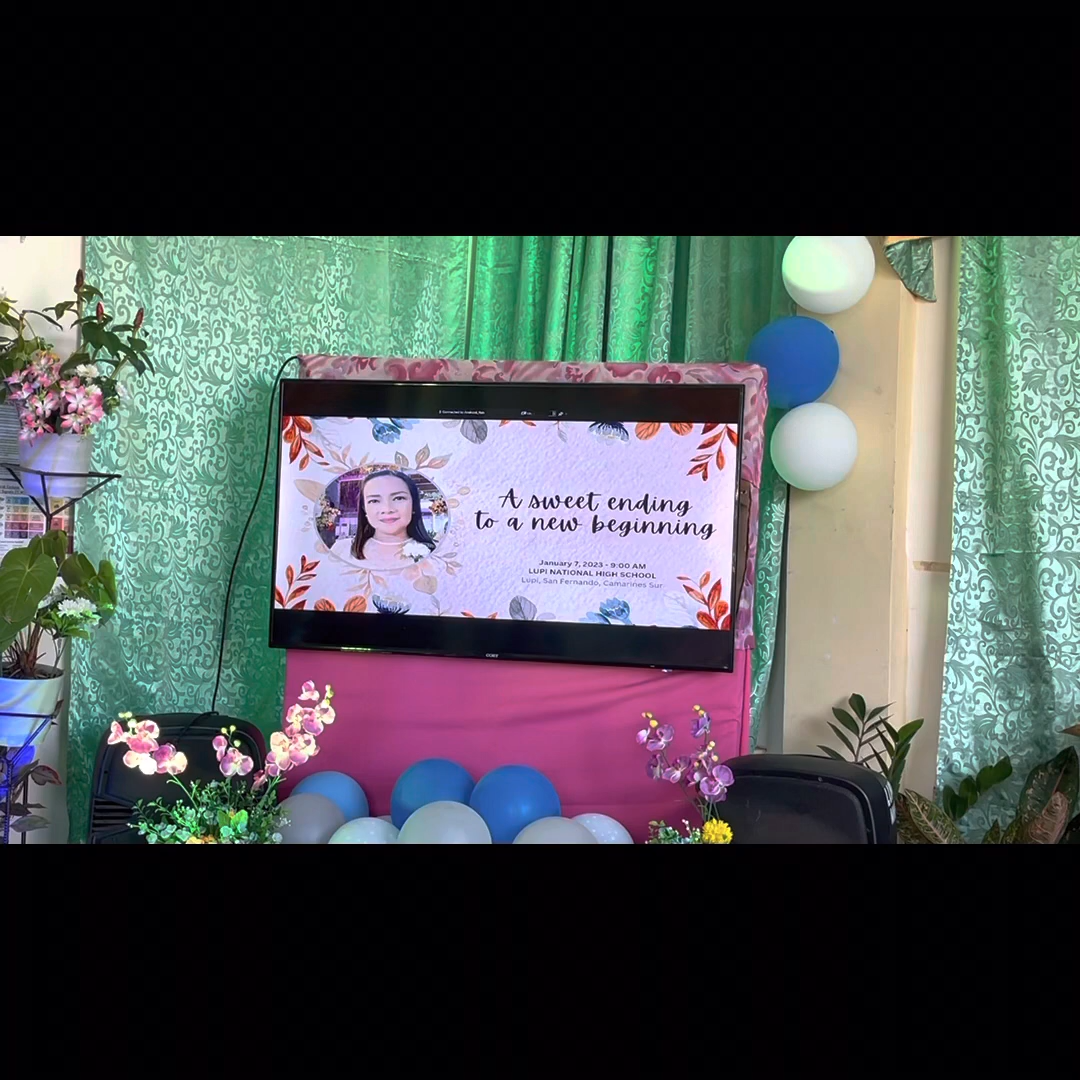 A sweet ending
to a new beginning
January 7, 2023 - 9:00 AM
LUPI NATIONAL HIGH SCHOOL
Lupi, San Fernando, Camarines Sur